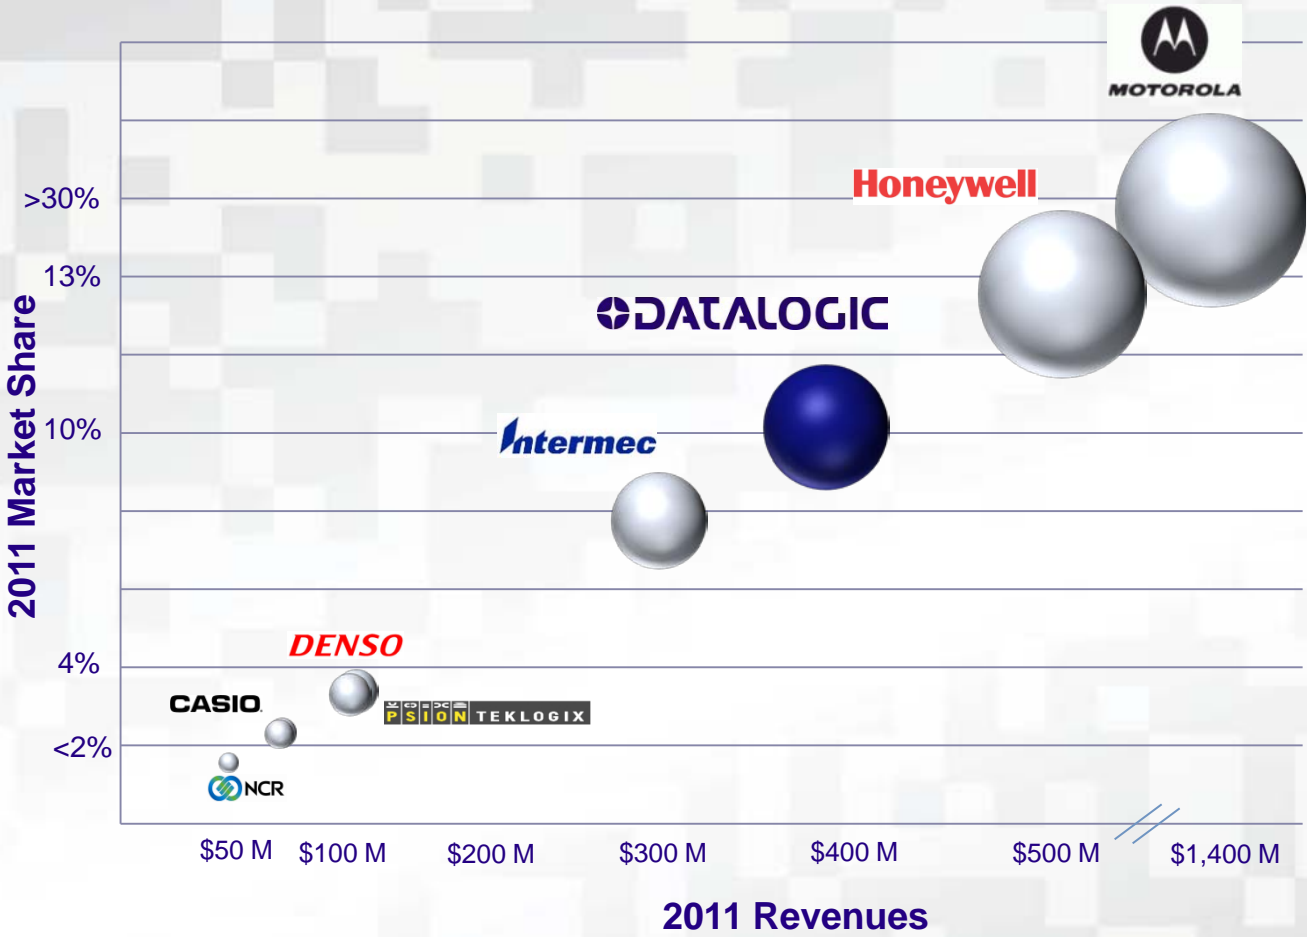 MOTOROLA
>30%
Honeywell
13%
DATALOGIC
2011 Market Share
10%
Intermec
DENSO
4%
CASIO
PSION TEKLOGIX
<2%
NCR
$50 M
$100 M
$200 M
$300 M
$400 M
$500 M
$1,400 M
2011 Revenues